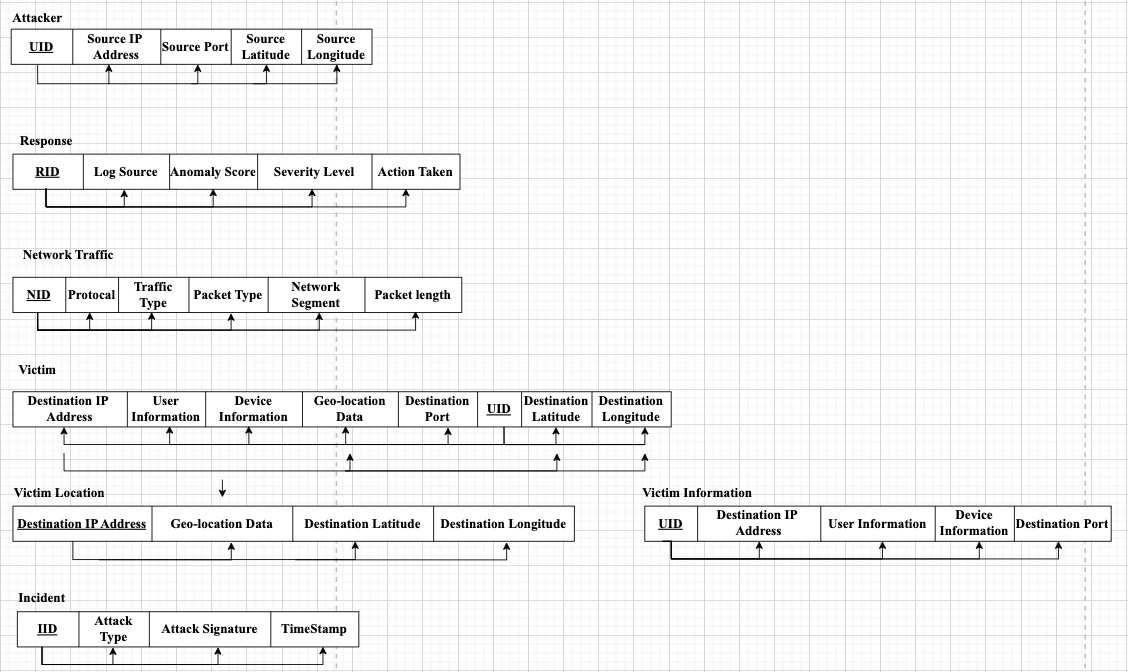 Attacker
UID
Source IP
Address
Source Port
Source
Latitude
Source
Longitude
Response
RID
Log Source
Anomaly Score
Severity Level
Action Taken
Network Traffic
NID
Protocal
Traffic
Type
Packet Type
Network
Segment
Packet length
Victim
Destination IP
Address
User
Information
Device
Information
Geo-location
Data
Destination
Port
UID
Destination
Latitude
Destination
Longitude
Victim Location
Destination IP Address
Geo-location Data
Destination Latitude
Destination Longitude
Victim Information
UID
Destination IP
Address
User Information
Device
Information
Destination Port
Incident
IID
Attack
Type
Attack Signature
TimeStamp